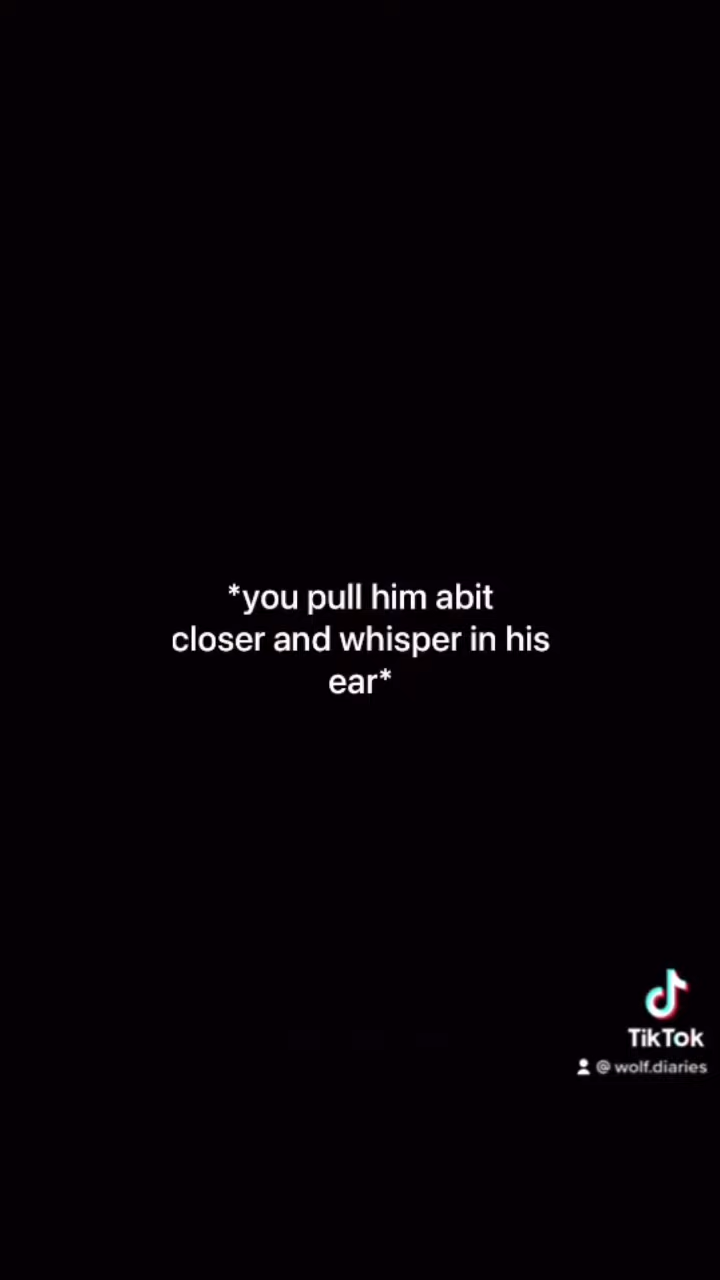 *you pull him abit
closer and whisper in his
ear*
TikTok
@ wolf.diaries